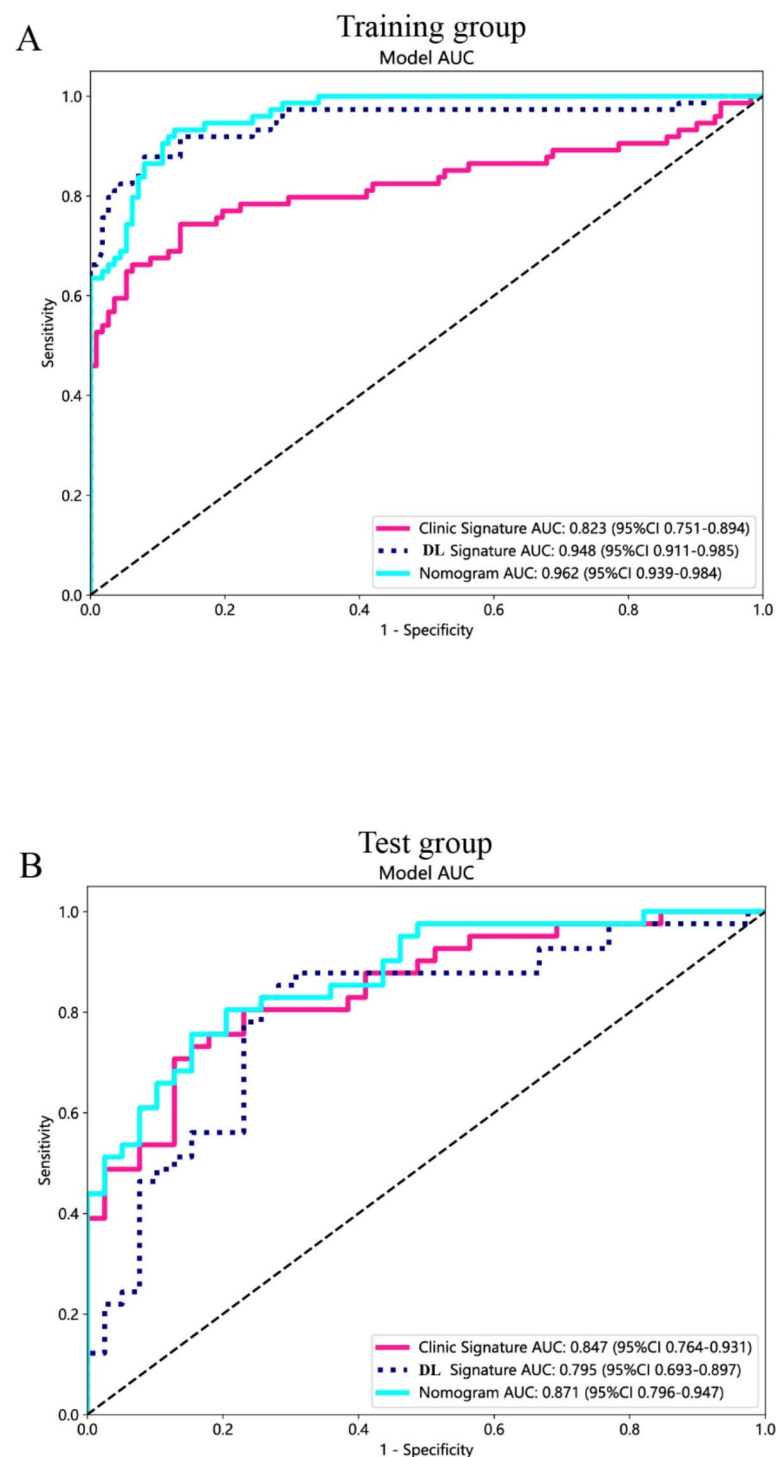 A
Training group
Model AUC
1.0
0.8
0.6
Sensitivity
0.4
0.2
0.0
Clinic Signature AUC: 0.823 (95%CI 0.751-0.894)
DL Signature AUC: 0.948 (95%CI 0.911-0.985)
Nomogram AUC: 0.962 (95%CI 0.939-0.984)
0.0 0.2 0.4 0.6 0.8 1.0
1 - Specificity
B
Test group
Model AUC
1.0
0.8
0.6
Sensitivity
0.4
0.2
0.0
Clinic Signature AUC: 0.847 (95%CI 0.764-0.931)
DL Signature AUC: 0.795 (95%CI 0.693-0.897)
Nomogram AUC: 0.871 (95%CI 0.796-0.947)
0.0 0.2 0.4 0.6 0.8 1.0
1 - Specificity